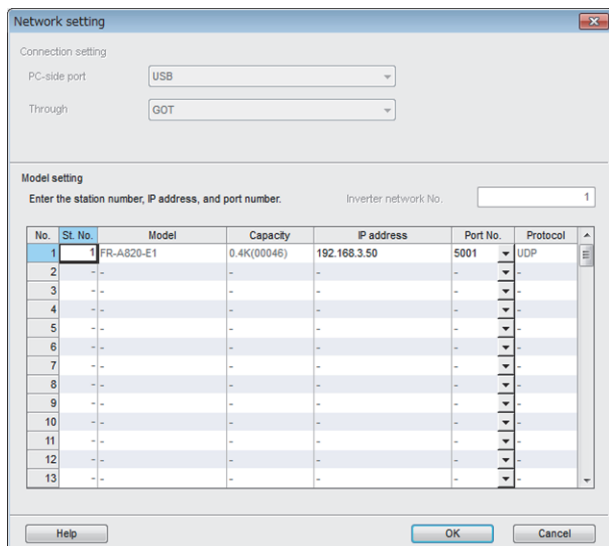 Network setting
Connection setting
PC-side port USB
Through GOT
Model setting
Enter the station number, IP address, and port number. Inverter network No. 1
No. St. No. Model Capacity IP address Port No. Protocol
1 1 FR-A820-E1 0.4K(00046) 192.168.3.50 5001 UDP
2 - - - - - -
3 - - - - - -
4 - - - - - -
5 - - - - - -
6 - - - - - -
7 - - - - - -
8 - - - - - -
9 - - - - - -
10 - - - - - -
11 - - - - - -
12 - - - - - -
13 - - - - - -
Help OK Cancel